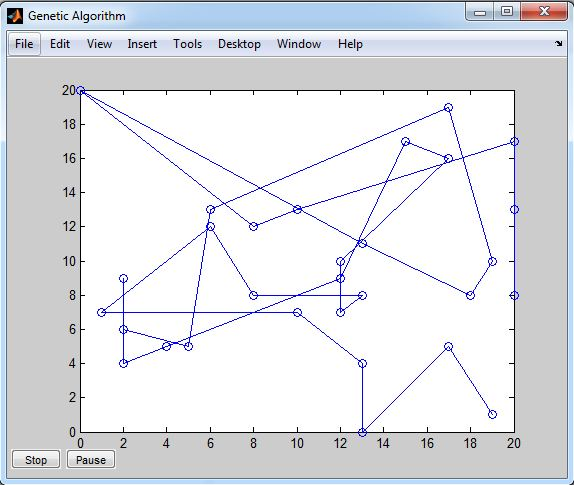 Genetic Algorithm
File Edit View Insert Tools Desktop Window Help
20
18
16
14
12
10
8
6
4
2
0
0 2 4 6 8 10 12 14 16 18 20
Stop Pause